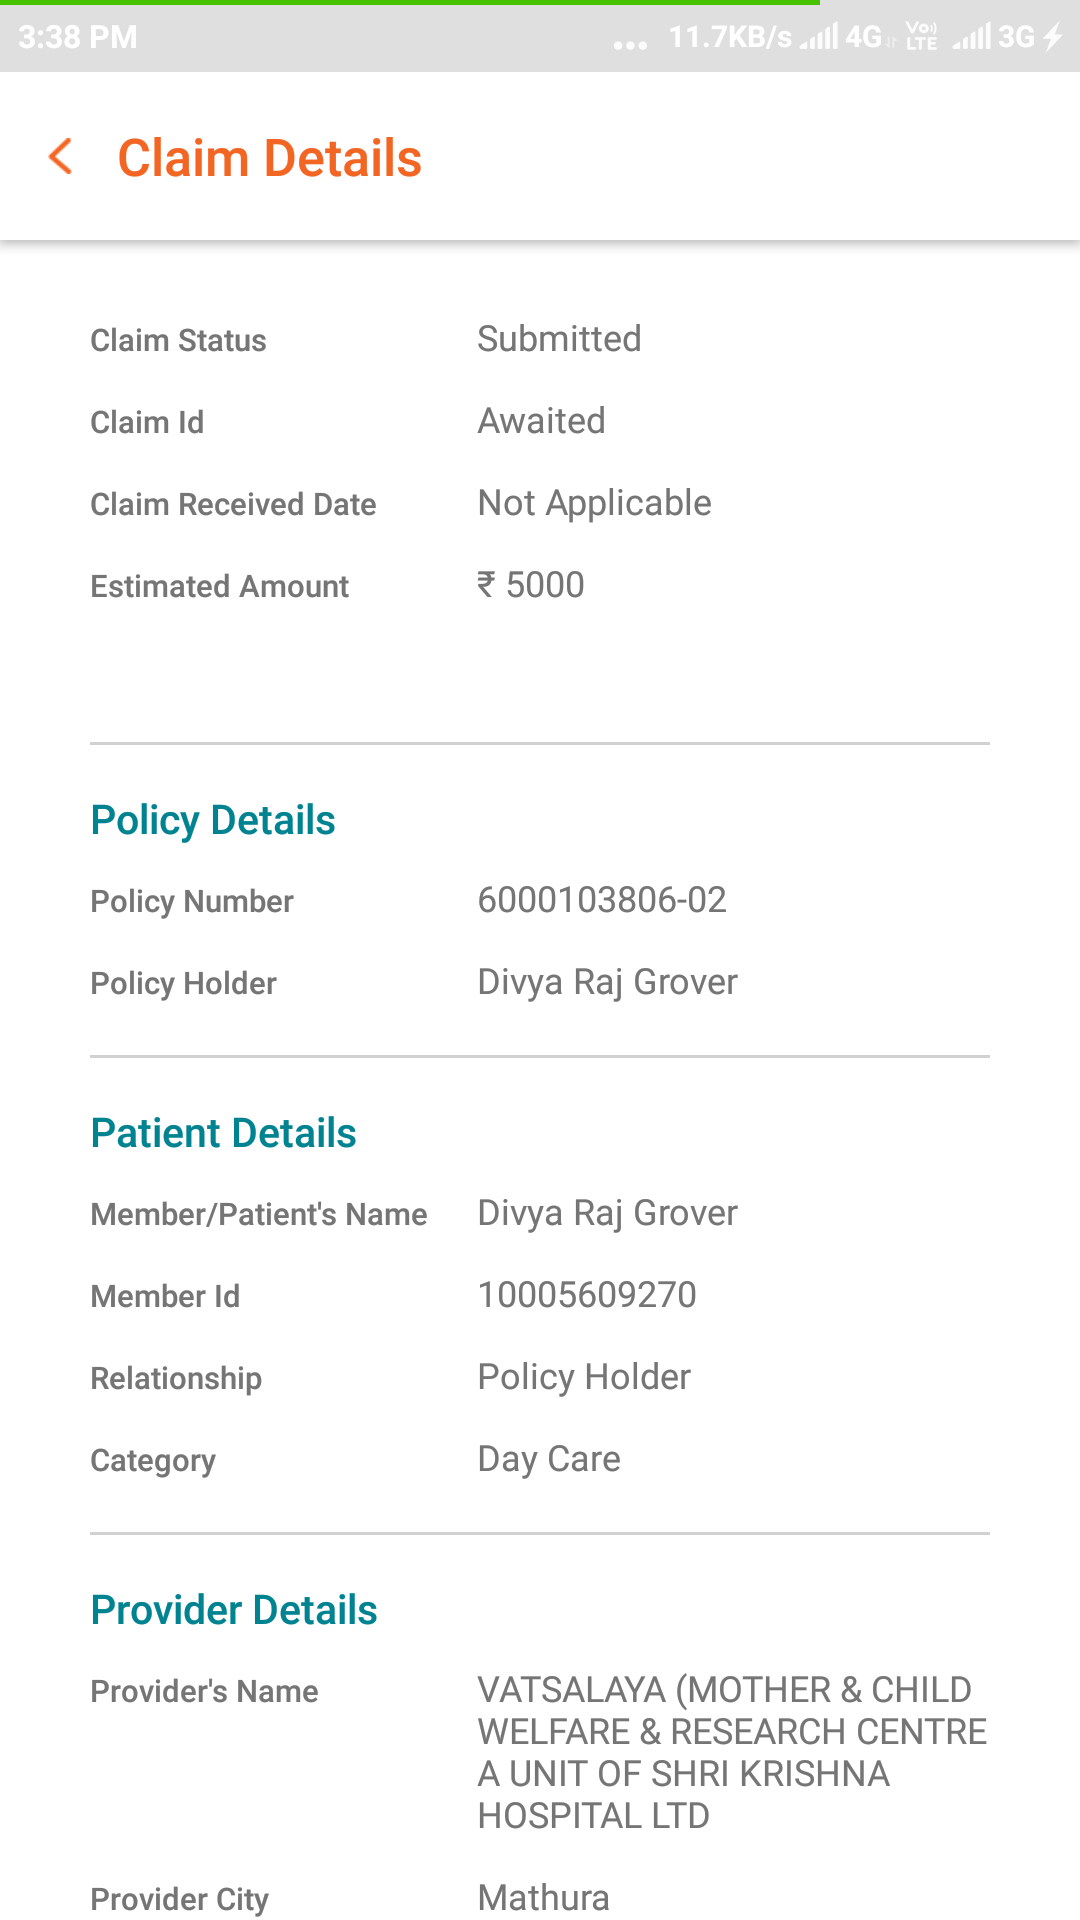 3:38 PM ... 11.7KB/s 4G Vo LTE 3G
Claim Details
Claim Status Submitted
Claim Id Awaited
Claim Received Date Not Applicable
Estimated Amount ₹ 5000
Policy Details
Policy Number 6000103806-02
Policy Holder Divya Raj Grover
Patient Details
Member/Patient's Name Divya Raj Grover
Member Id 10005609270
Relationship Policy Holder
Category Day Care
Provider Details
Provider's Name VATSALAYA (MOTHER & CHILD
WELFARE & RESEARCH CENTRE
A UNIT OF SHRI KRISHNA
HOSPITAL LTD
Provider City Mathura